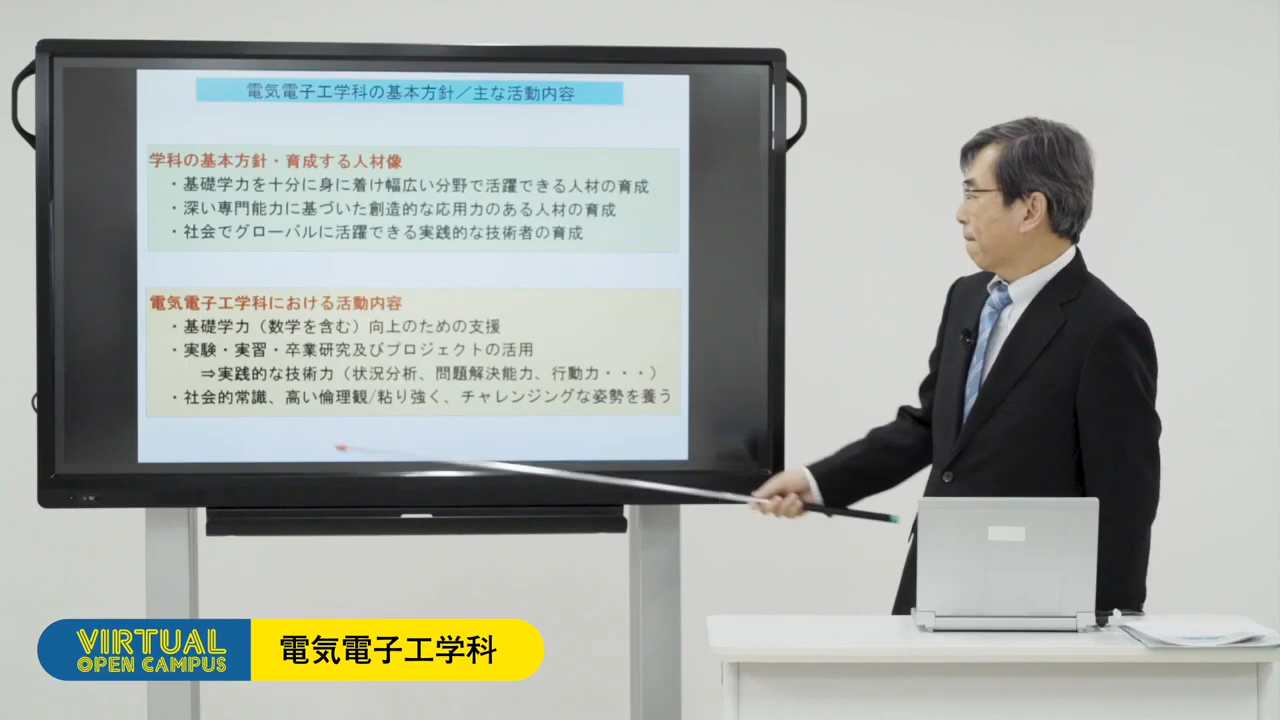 電気電子工学科の基本方針／主な活動内容
学科の基本方針・育成する人材像
・基礎学力を十分に身に着け幅広い分野で活躍できる人材の育成
・深い専門能力に基づいた創造的な応用力のある人材の育成
・社会でグローバルに活躍できる実践的な技術者の育成
電気電子工学科における活動内容
・基礎学力（数学を含む）向上のための支援
・実験・実習・卒業研究及びプロジェクトの活用
⇒実践的な技術力（状況分析、問題解決能力、行動力・・・）
・社会的常識、高い倫理観/粘り強く、チャレンジングな姿勢を養う
VIRTUAL
OPEN CAMPUS
電気電子工学科